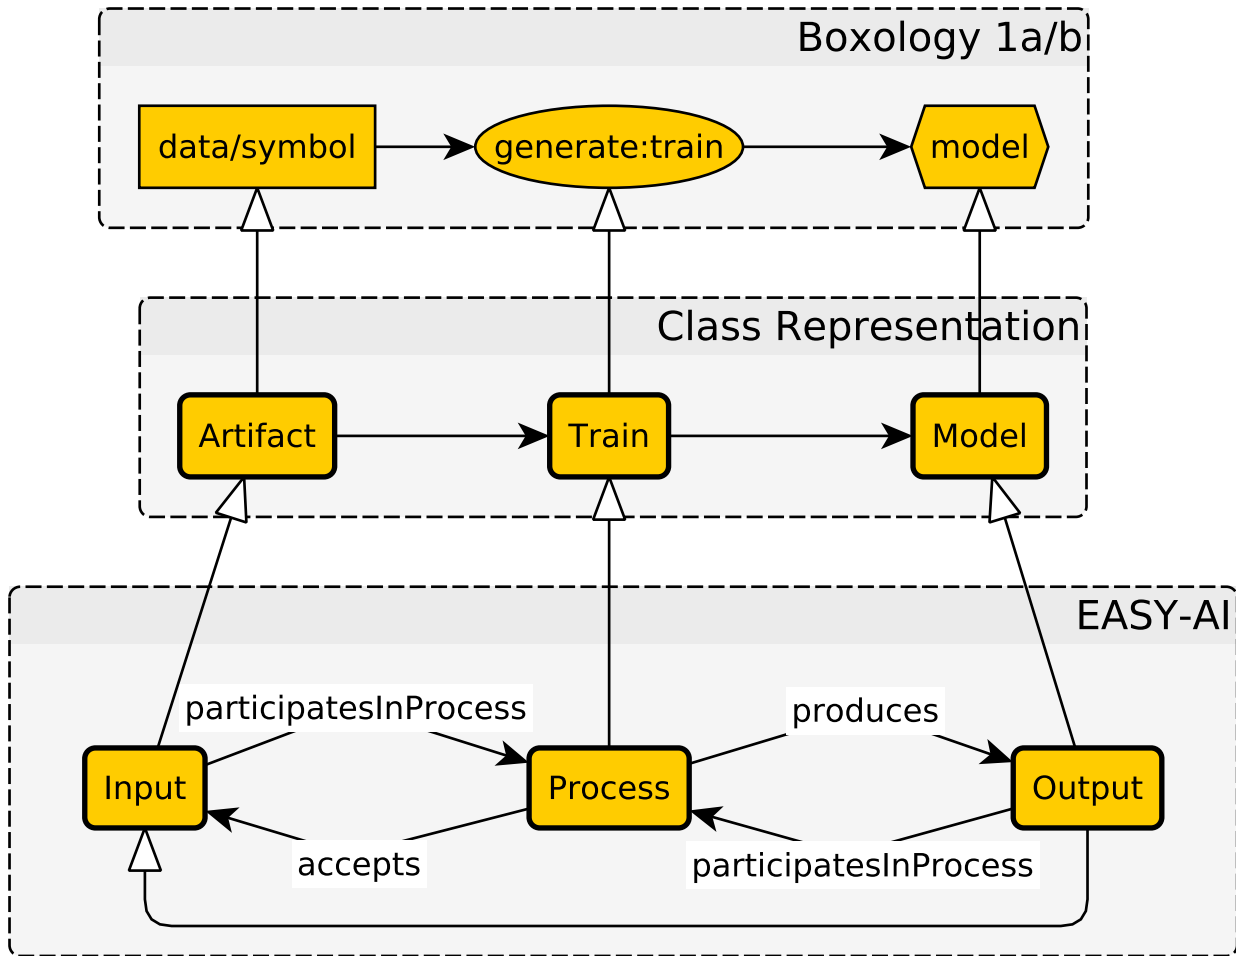 Boxology 1a/b
data/symbol
generate:train
model
Class Representation
Artifact
Train
Model
EASY-AI
participatesInProcess
produces
Input
Process
Output
accepts
participatesInProcess